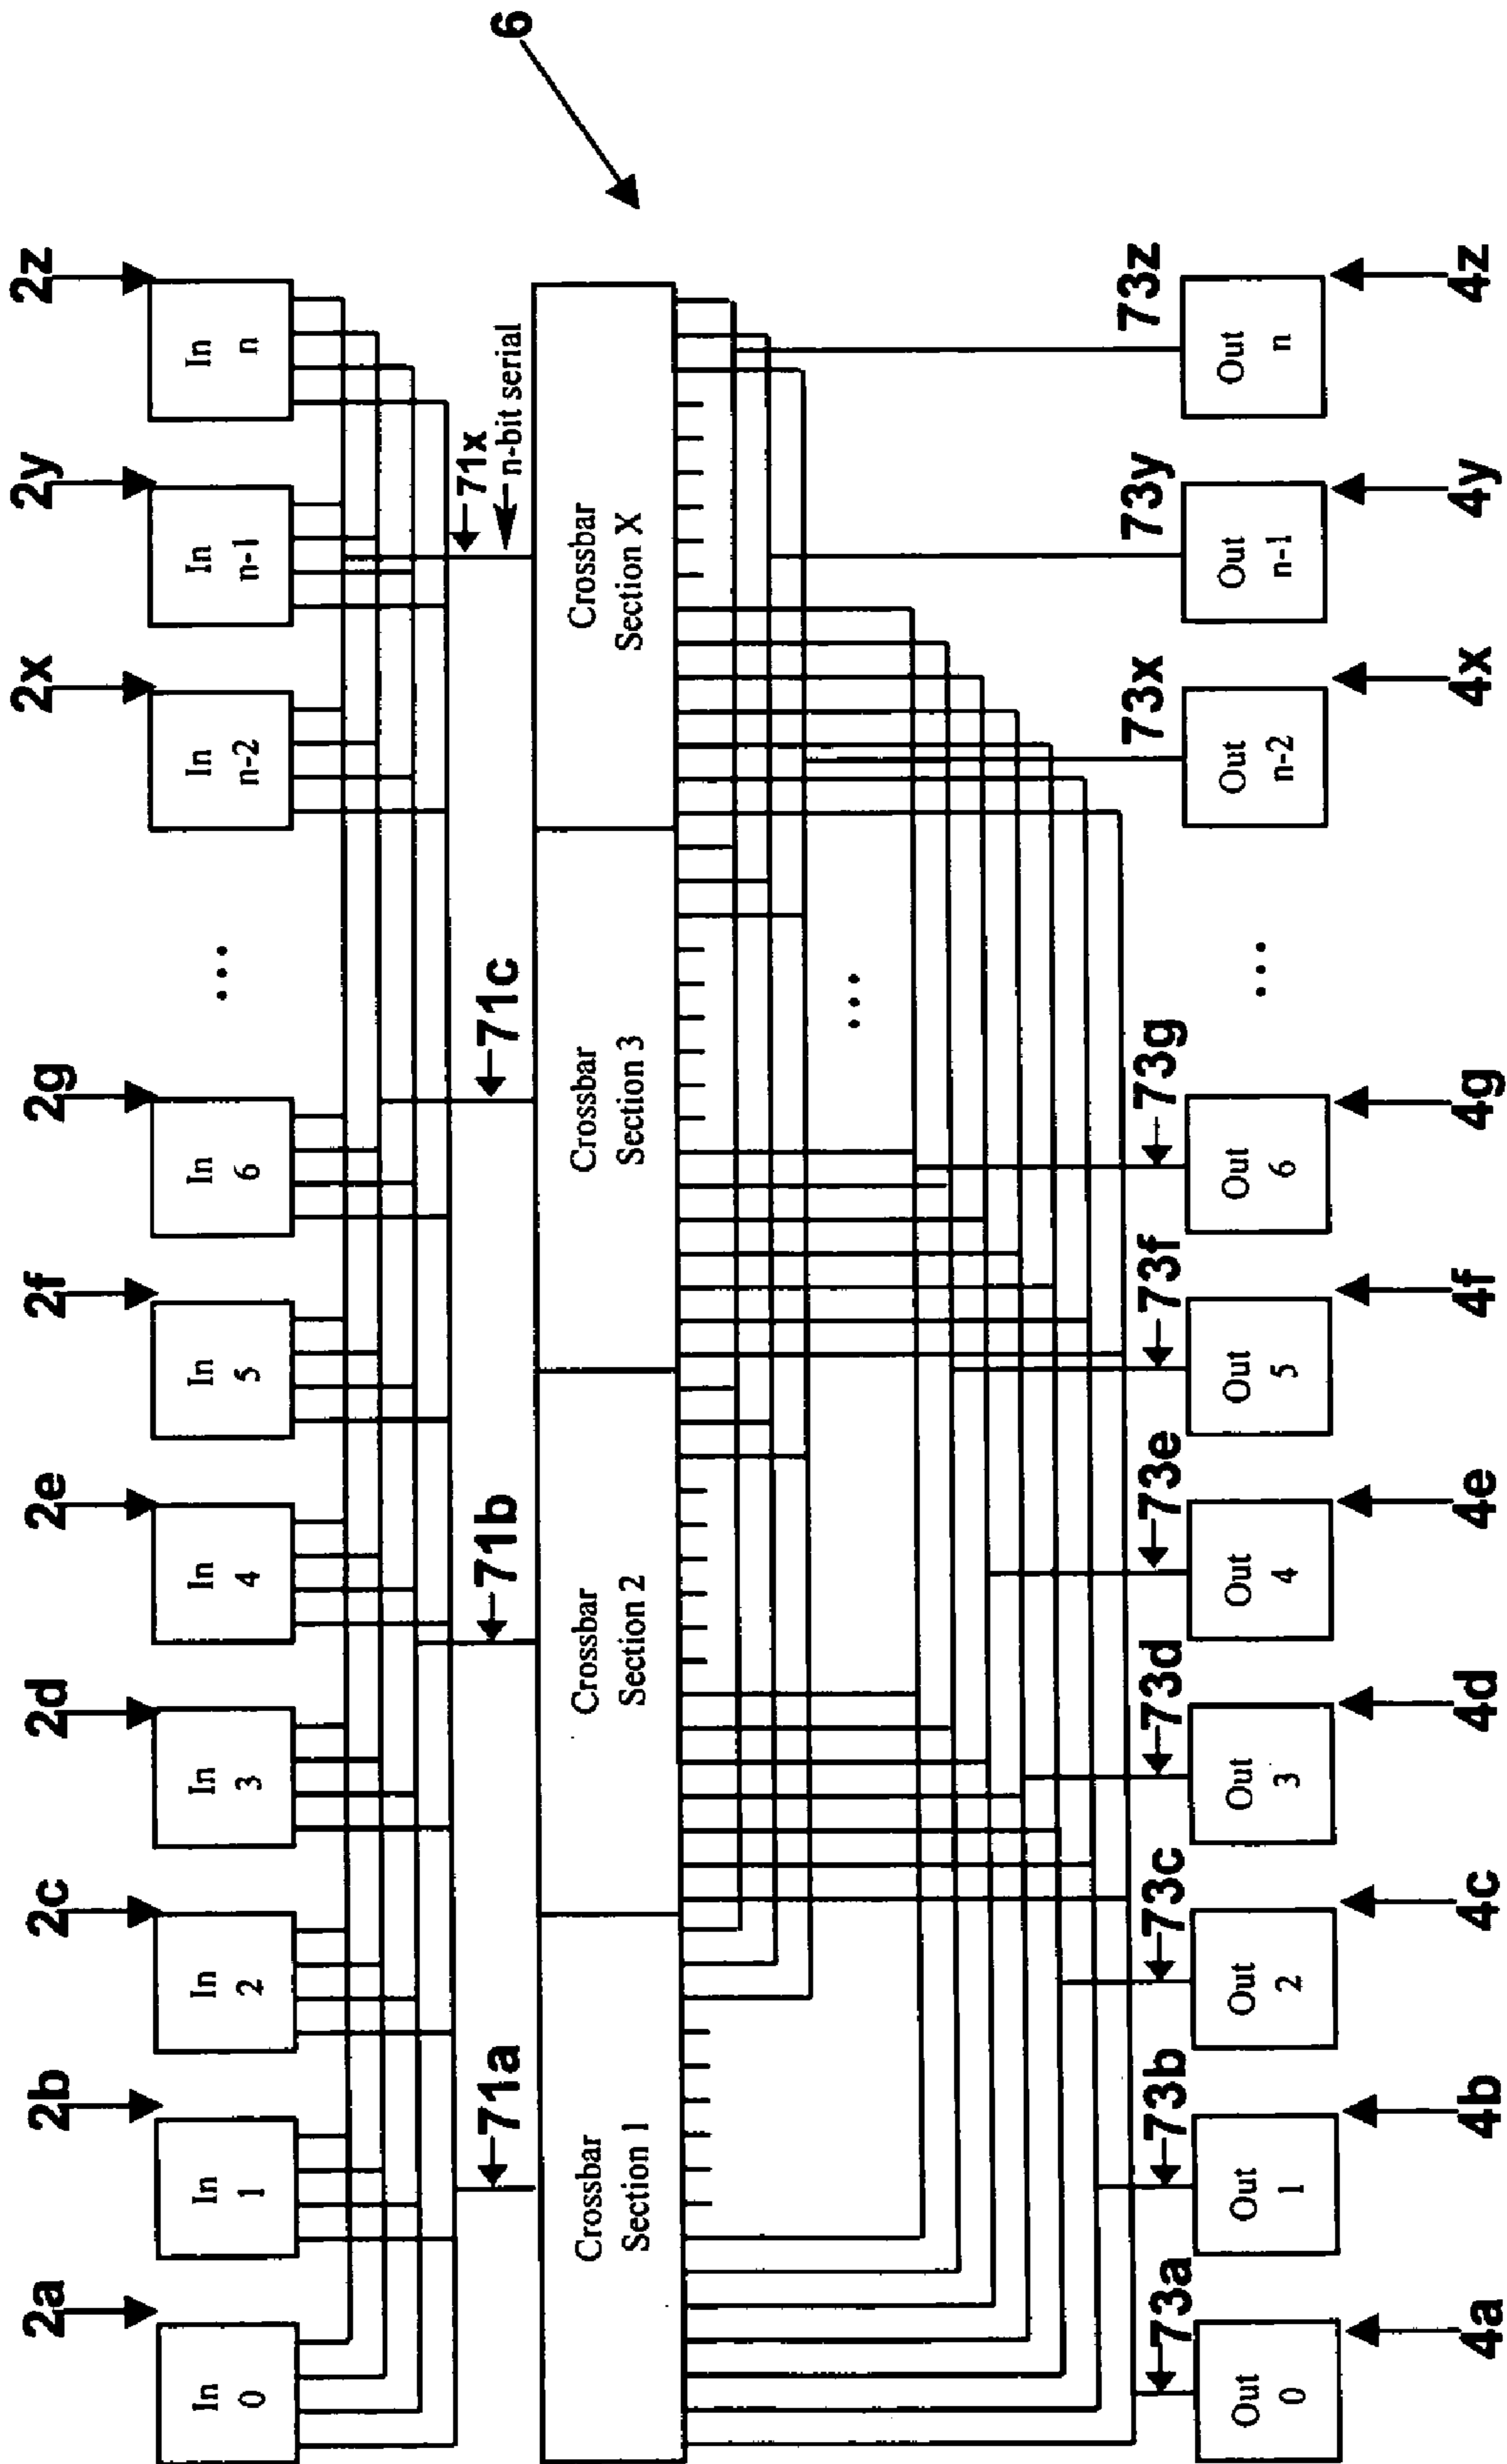 6
2a
2b
2c
2d
2e
2f
2g
2x
2y
2z
In
0
In
1
In
2
In
3
In
4
In
5
In
6
...
In
n-2
In
n-1
In
n
71a
71b
71c
71x
n-bit serial
Crossbar
Section 1
Crossbar
Section 2
Crossbar
Section 3
Crossbar
Section X
...
73a
73b
73c
73d
73e
73f
73g
73x
73y
73z
Out
0
Out
1
Out
2
Out
3
Out
4
Out
5
Out
6
...
Out
n-2
Out
n-1
Out
n
4a
4b
4c
4d
4e
4f
4g
4x
4y
4z